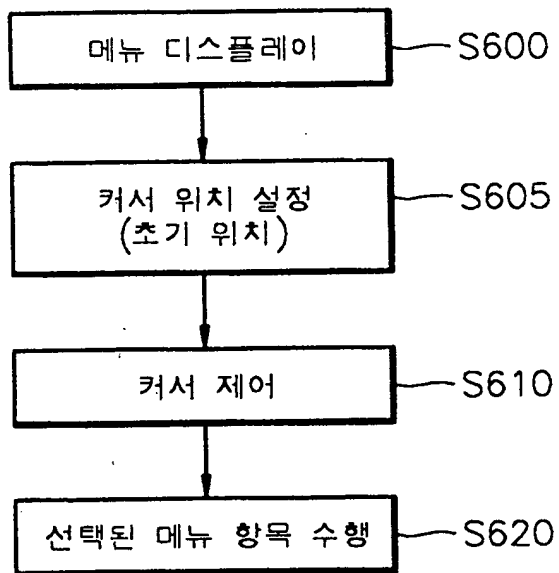 메뉴 디스플레이
S600
커서 위치 설정
(초기 위치)
S605
커서 제어
S610
선택된 메뉴 항목 수행
S620